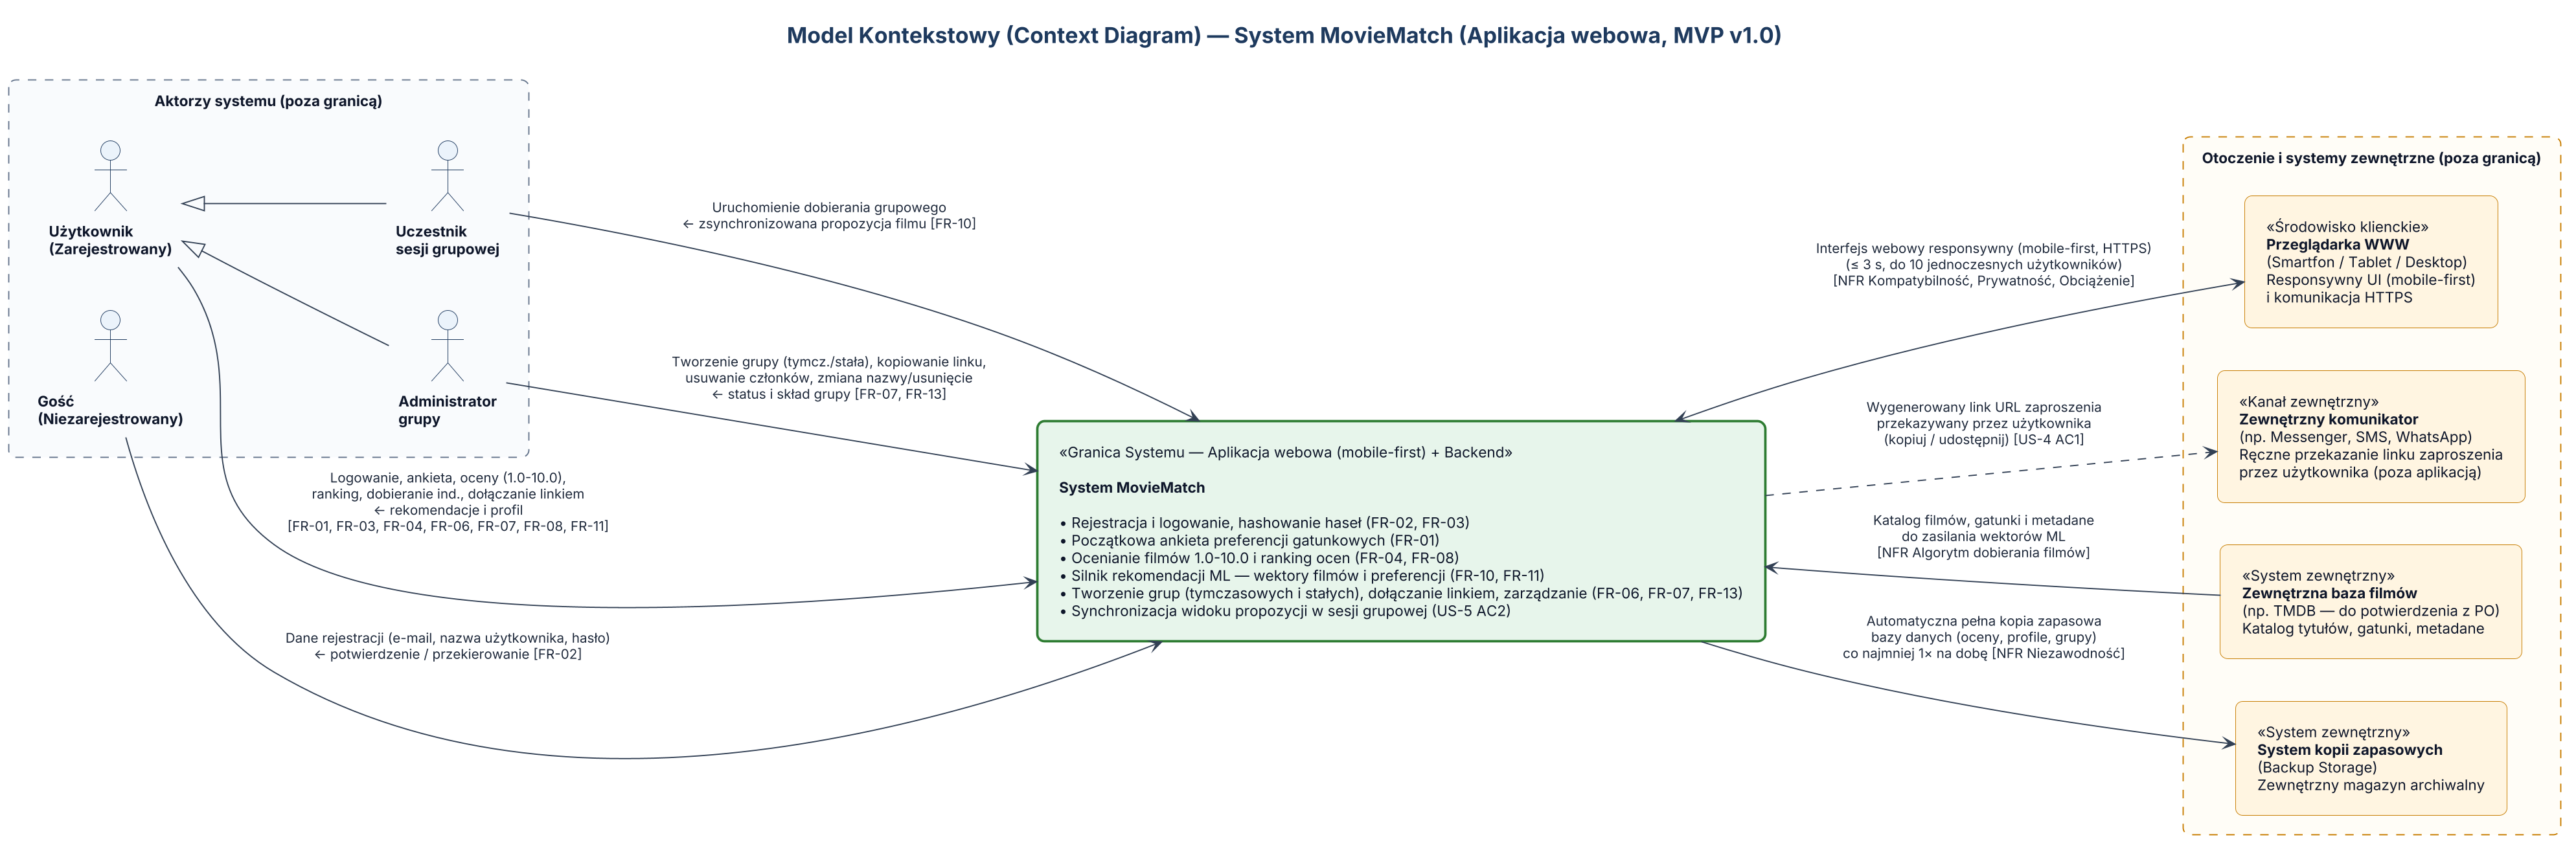 Model Kontekstowy (Context Diagram) — System MovieMatch (Aplikacja webowa, MVP v1.0)
Aktorzy systemu (poza granicą)
Użytkownik
(Zarejestrowany)
Uczestnik
sesji grupowej
Gość
(Niezarejestrowany)
Administrator
grupy
Uruchomienie dobierania grupowego
← zsynchronizowana propozycja filmu [FR-10]
Tworzenie grupy (tymcz./stała), kopiowanie linku,
usuwanie członków, zmiana nazwy/usunięcie
← status i skład grupy [FR-07, FR-13]
Logowanie, ankieta, oceny (1.0-10.0),
ranking, dobieranie ind., dołączanie linkiem
← rekomendacje i profil
[FR-01, FR-03, FR-04, FR-06, FR-07, FR-08, FR-11]
Dane rejestracji (e-mail, nazwa użytkownika, hasło)
← potwierdzenie / przekierowanie [FR-02]
«Granica Systemu — Aplikacja webowa (mobile-first) + Backend»
System MovieMatch
• Rejestracja i logowanie, hashowanie haseł (FR-02, FR-03)
• Początkowa ankieta preferencji gatunkowych (FR-01)
• Ocenianie filmów 1.0-10.0 i ranking ocen (FR-04, FR-08)
• Silnik rekomendacji ML — wektory filmów i preferencji (FR-10, FR-11)
• Tworzenie grup (tymczasowych i stałych), dołączanie linkiem, zarządzanie (FR-06, FR-07, FR-13)
• Synchronizacja widoku propozycji w sesji grupowej (US-5 AC2)
Interfejs webowy responsywny (mobile-first, HTTPS)
(≤ 3 s, do 10 jednoczesnych użytkowników)
[NFR Kompatybilność, Prywatność, Obciążenie]
Wygenerowany link URL zaproszenia
przekazywany przez użytkownika
(kopiuj / udostępnij) [US-4 AC1]
Katalog filmów, gatunki i metadane
do zasilania wektorów ML
[NFR Algorytm dobierania filmów]
Automatyczna pełna kopia zapasowa
bazy danych (oceny, profile, grupy)
co najmniej 1× na dobę [NFR Niezawodność]
Otoczenie i systemy zewnętrzne (poza granicą)
«Środowisko klienckie»
Przeglądarka WWW
(Smartfon / Tablet / Desktop)
Responsywny UI (mobile-first)
i komunikacja HTTPS
«Kanał zewnętrzny»
Zewnętrzny komunikator
(np. Messenger, SMS, WhatsApp)
Ręczne przekazanie linku zaproszenia
przez użytkownika (poza aplikacją)
«System zewnętrzny»
Zewnętrzna baza filmów
(np. TMDB — do potwierdzenia z PO)
Katalog tytułów, gatunki, metadane
«System zewnętrzny»
System kopii zapasowych
(Backup Storage)
Zewnętrzny magazyn archiwalny